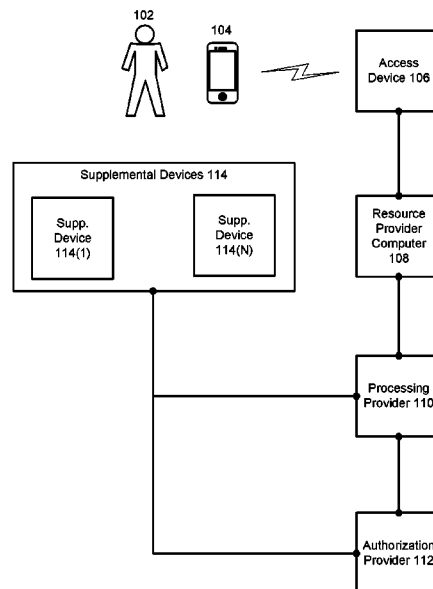 102
104
Access
Device 106
Supplemental Devices 114
Supp.
Device
114(1)
Supp.
Device
114(N)
Resource
Provider
Computer
108
Processing
Provider 110
Authorization
Provider 112